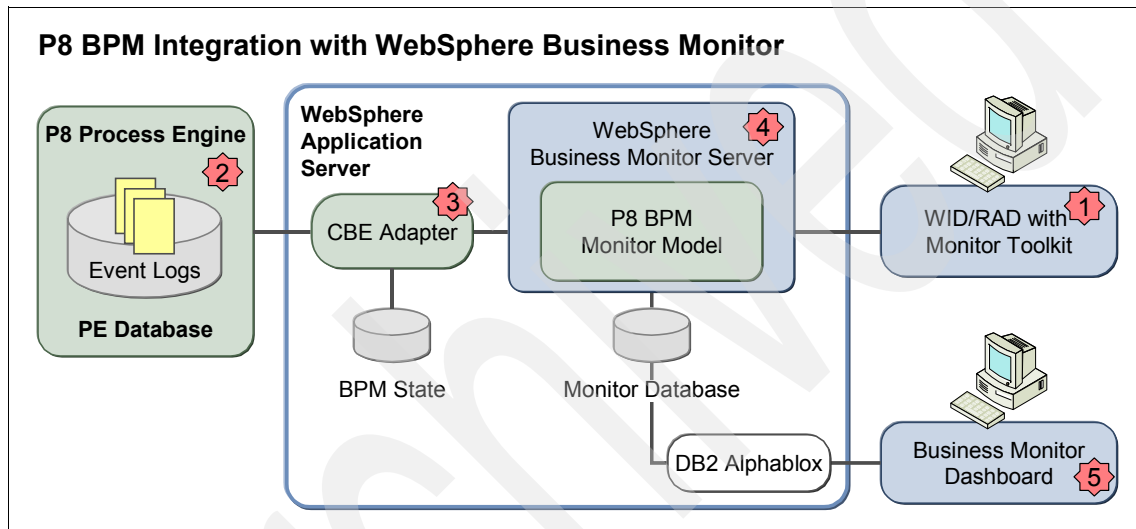 P8 BPM Integration with WebSphere Business Monitor
P8 Process Engine
2
Event Logs
PE Database
WebSphere
Application
Server
3
CBE Adapter
BPM State
WebSphere
Business Monitor Server
4
P8 BPM
Monitor Model
Monitor Database
DB2 Alphablox
1
WID/RAD with
Monitor Toolkit
Business Monitor
Dashboard
5